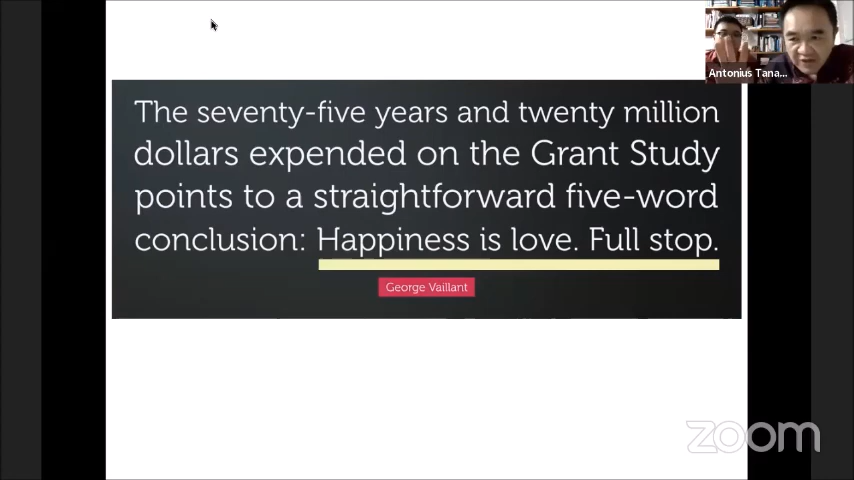 Antonius Tana...
The seventy-five years and twenty million
dollars expended on the Grant Study
points to a straightforward five-word
conclusion: Happiness is love. Full stop.
George Vaillant
zoom